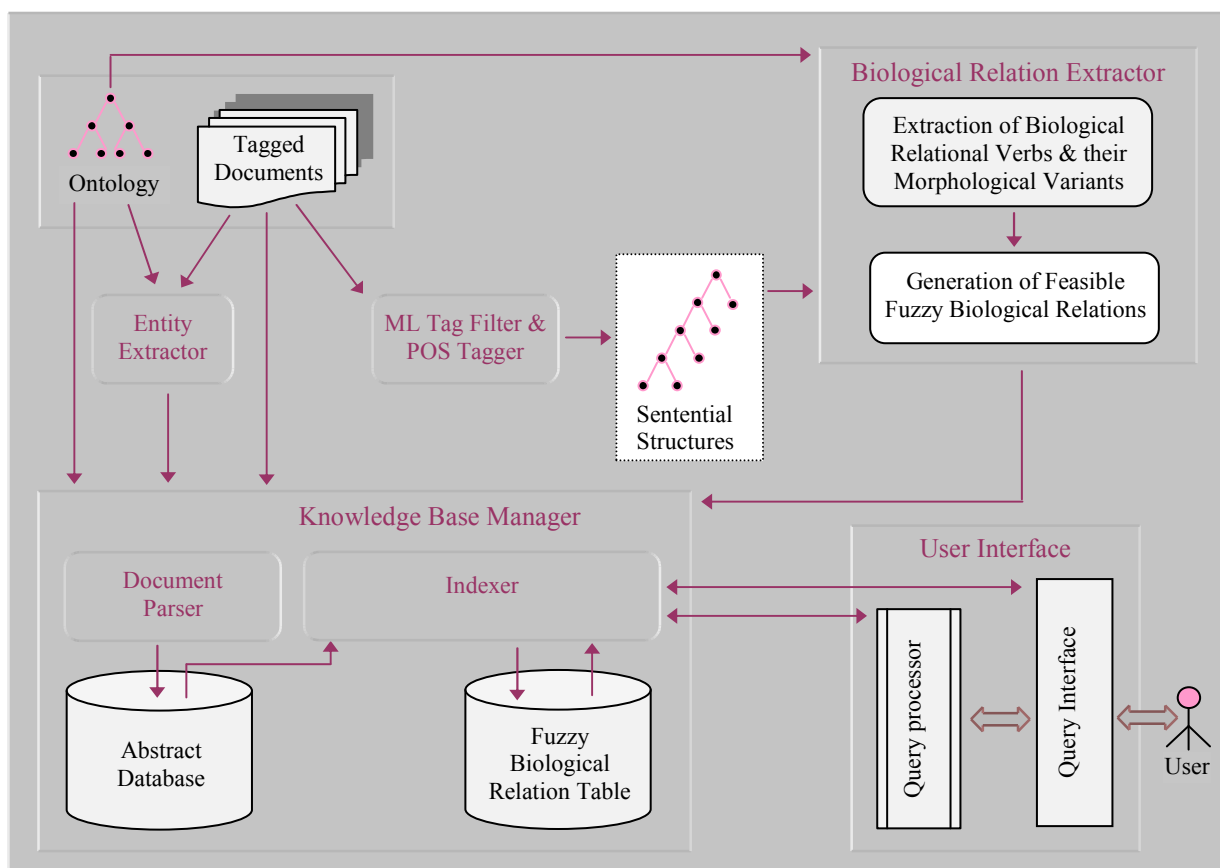 Biological Relation Extractor
Extraction of Biological
Relational Verbs & their
Morphological Variants
Generation of Feasible
Fuzzy Biological Relations
Ontology
Tagged
Documents
Entity
Extractor
ML Tag Filter &
POS Tagger
Sentential
Structures
Knowledge Base Manager
Document
Parser
Indexer
Abstract
Database
Fuzzy
Biological
Relation Table
User Interface
Query processor
Query Interface
User